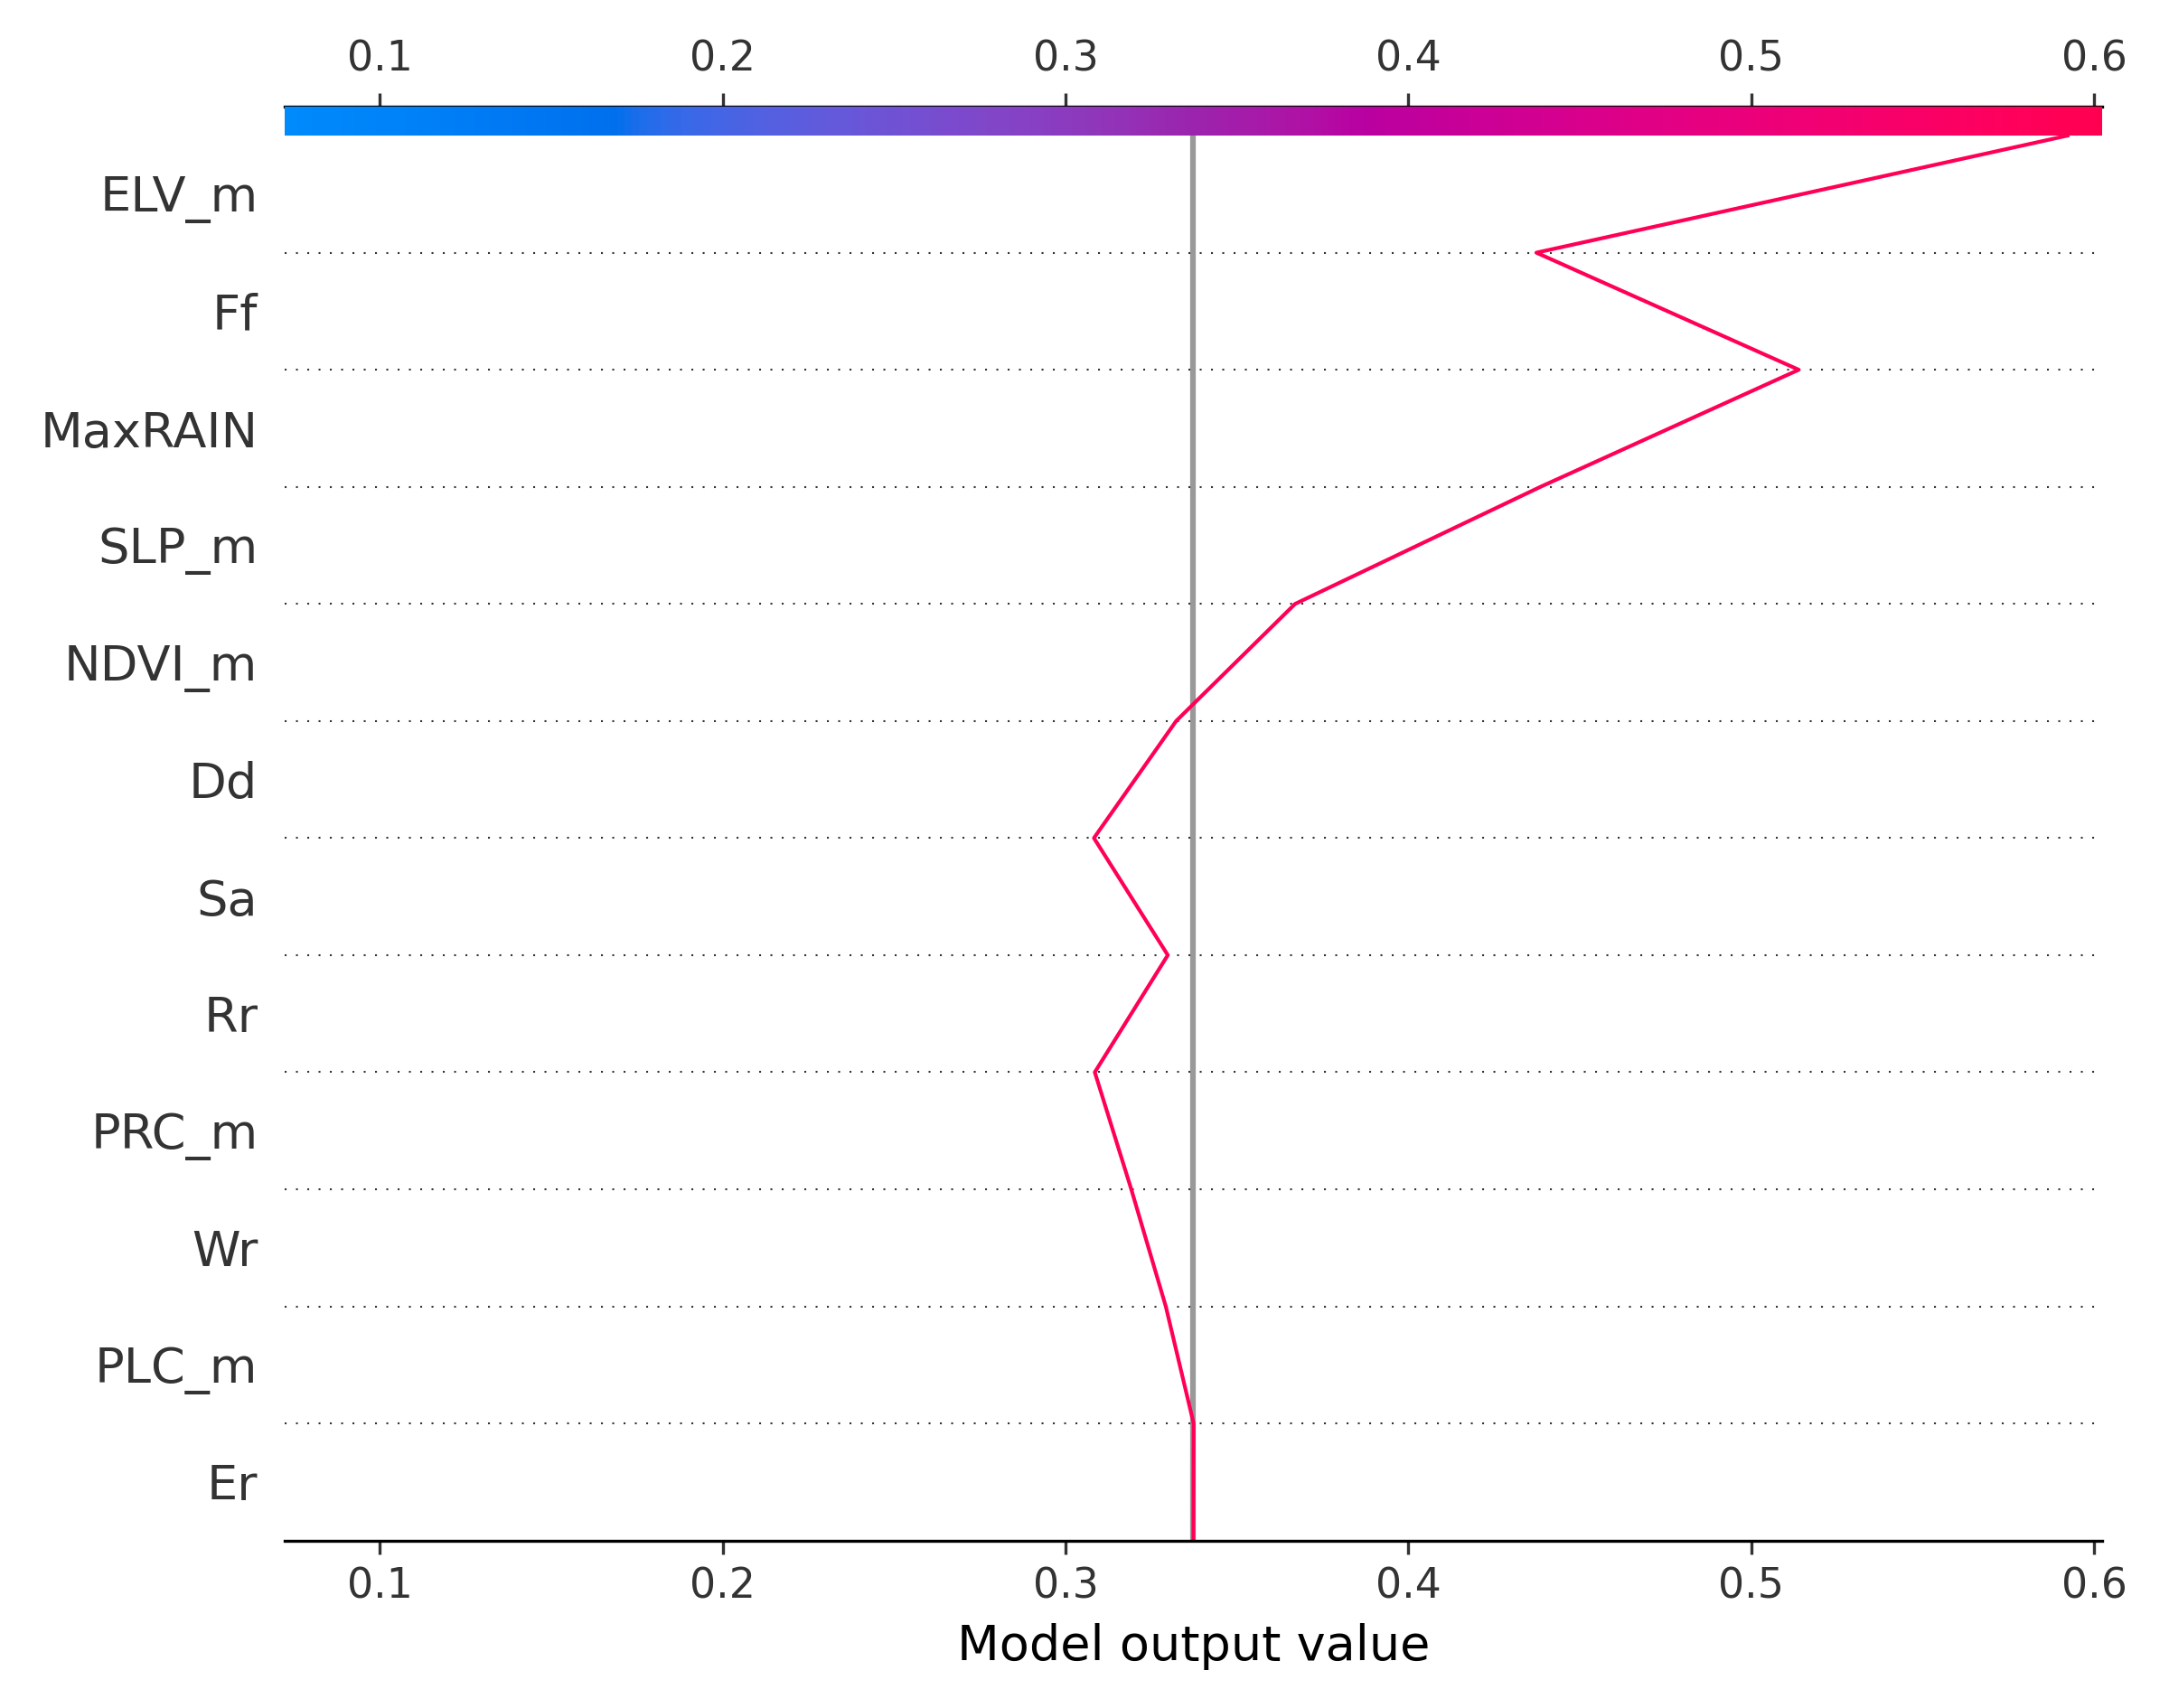 0.1 0.2 0.3 0.4 0.5 0.6
ELV_m
Ff
MaxRAIN
SLP_m
NDVI_m
Dd
Sa
Rr
PRC_m
Wr
PLC_m
Er
0.1 0.2 0.3 0.4 0.5 0.6
Model output value